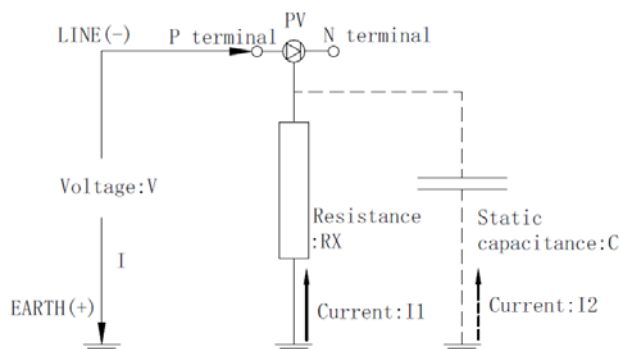 PV
LINE(-)
P terminal
N terminal
Voltage:V
Resistance
:RX
Static
capacitance:C
I
EARTH(+)
Current:I1
Current:I2